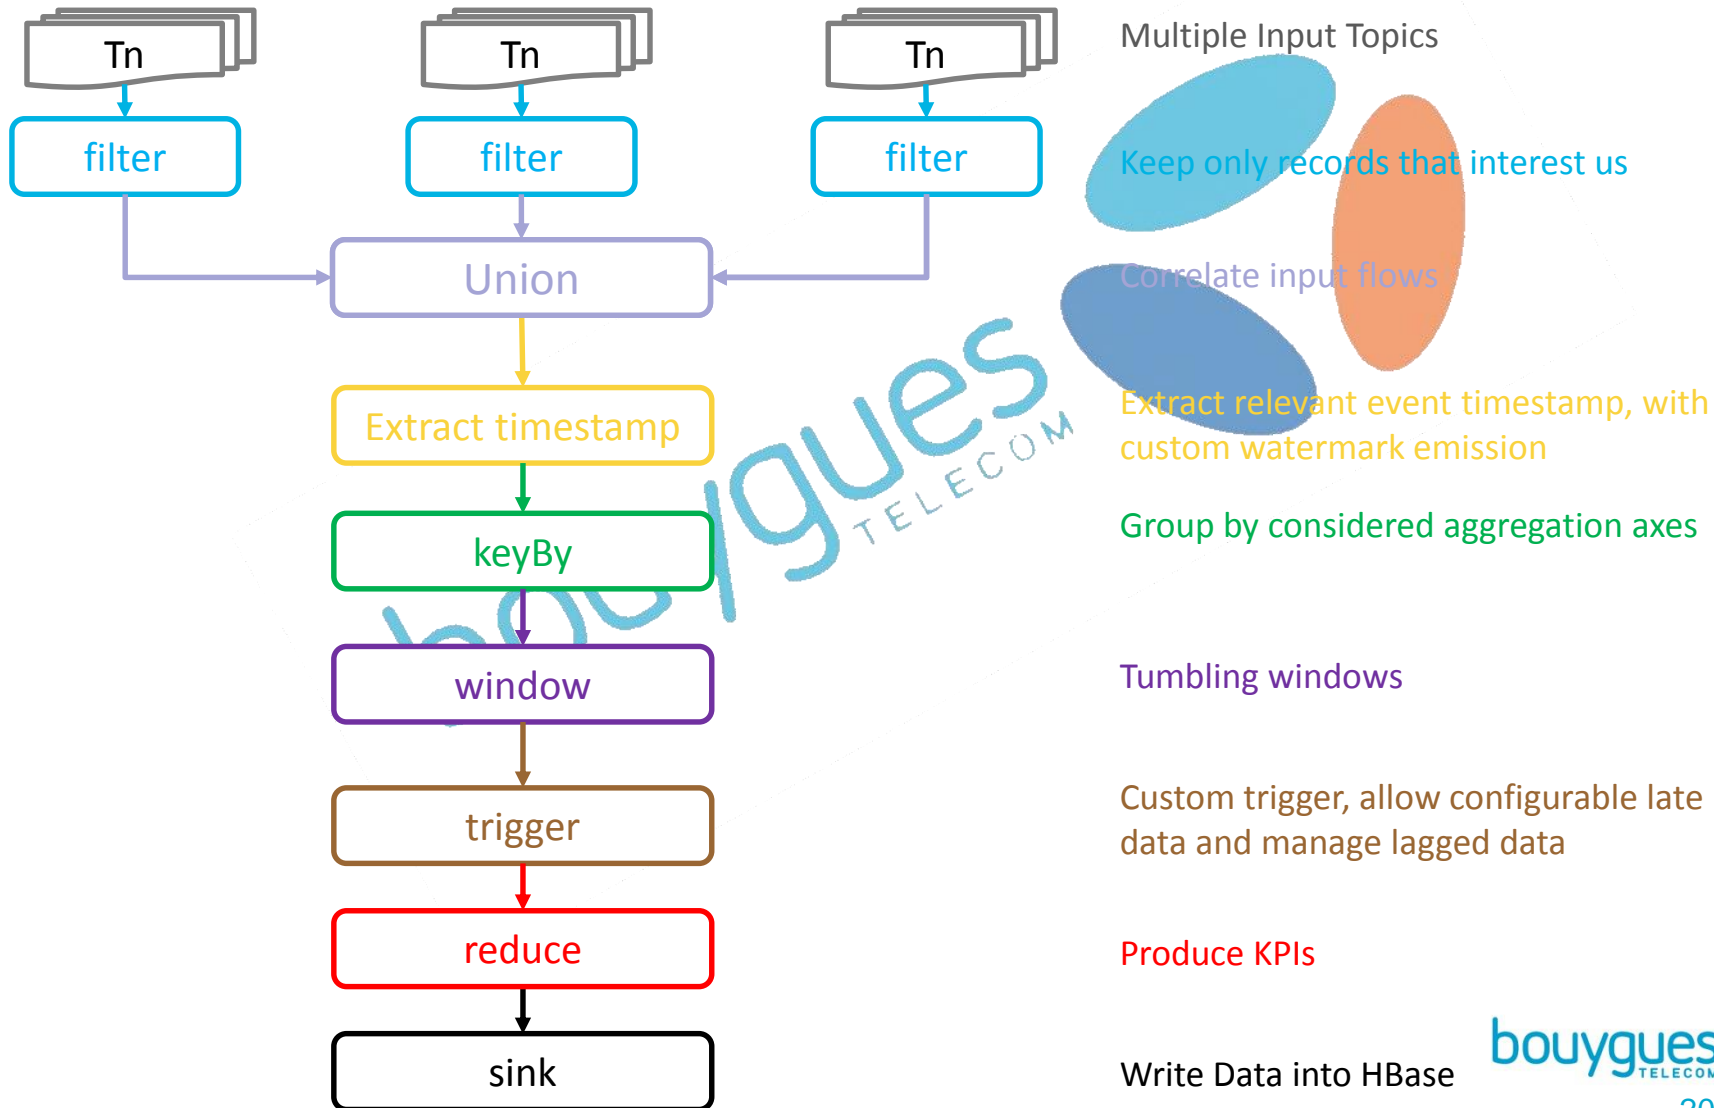 Tn
Tn
Tn
Multiple Input Topics
filter
filter
filter
Keep only records that interest us
Union
Correlate input flows
Extract timestamp
Extract relevant event timestamp, with
custom watermark emission
keyBy
Group by considered aggregation axes
bouygues
TELECOM
window
Tumbling windows
trigger
Custom trigger, allow configurable late
data and manage lagged data
reduce
Produce KPIs
sink
Write Data into HBase
bouygues
TELECOM